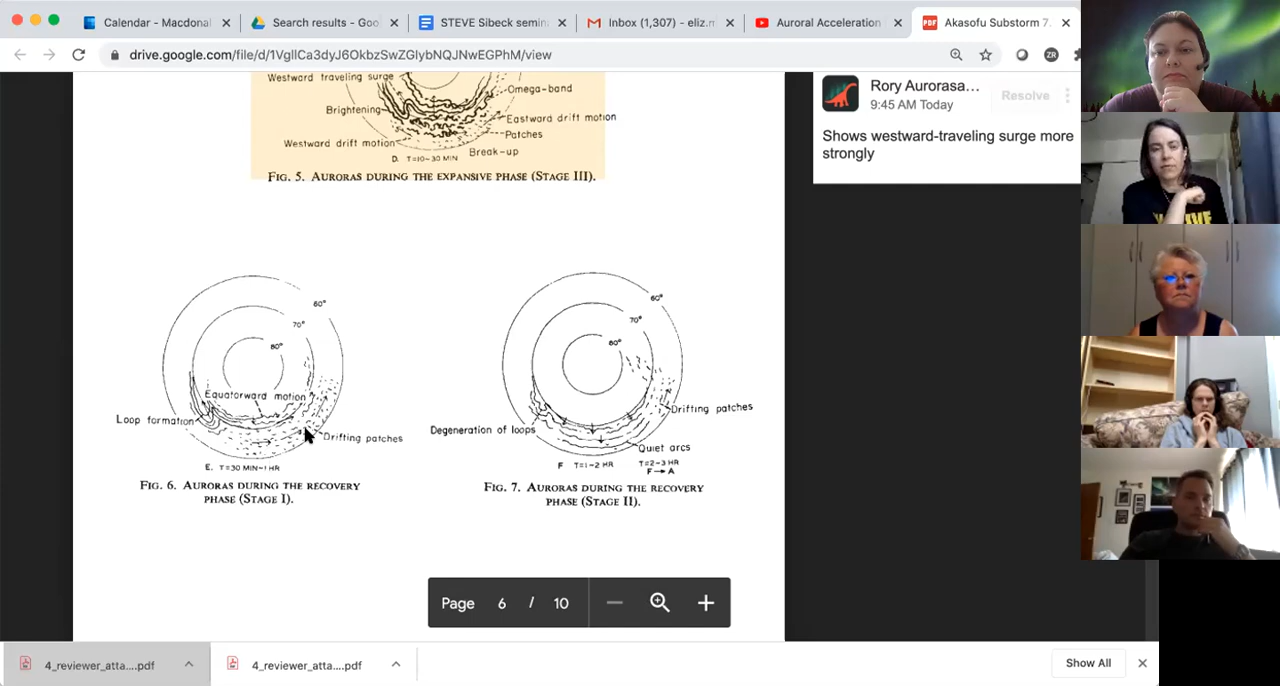 Calendar - Macdonal
Search results - Goo
STEVE Sibeck semin
Inbox (1,307) - eliz.m
Auroral Acceleration
PDF
Akasofu Substorm 7.
drive.google.com/file/d/1VgllCa3dyJ6OkbzSwZGlybNQJNwEGPhM/view
ZR
Westward traveling surge
Omega-band
Brightening
Eastward drift motion
Patches
Westward drift motion
Break-up
D. T=10-30 MIN
FIG. 5. AURORAS DURING THE EXPANSIVE PHASE (STAGE III).
Rory Aurorasa...
9:45 AM Today
Resolve
Shows westward-traveling surge more
strongly
60°
70°
80°
Equatorward motion
Loop formation
Drifting patches
E. T=30 MIN-1 HR
FIG. 6. AURORAS DURING THE RECOVERY
PHASE (STAGE I).
60°
70°
80°
Drifting patches
Degeneration of loops
Quiet arcs
F T=1-2 HR
T=2-3 HR
F→A
FIG. 7. AURORAS DURING THE RECOVERY
PHASE (STAGE II).
Page 6 / 10
4_reviewer_atta....pdf
4_reviewer_atta....pdf
Show All